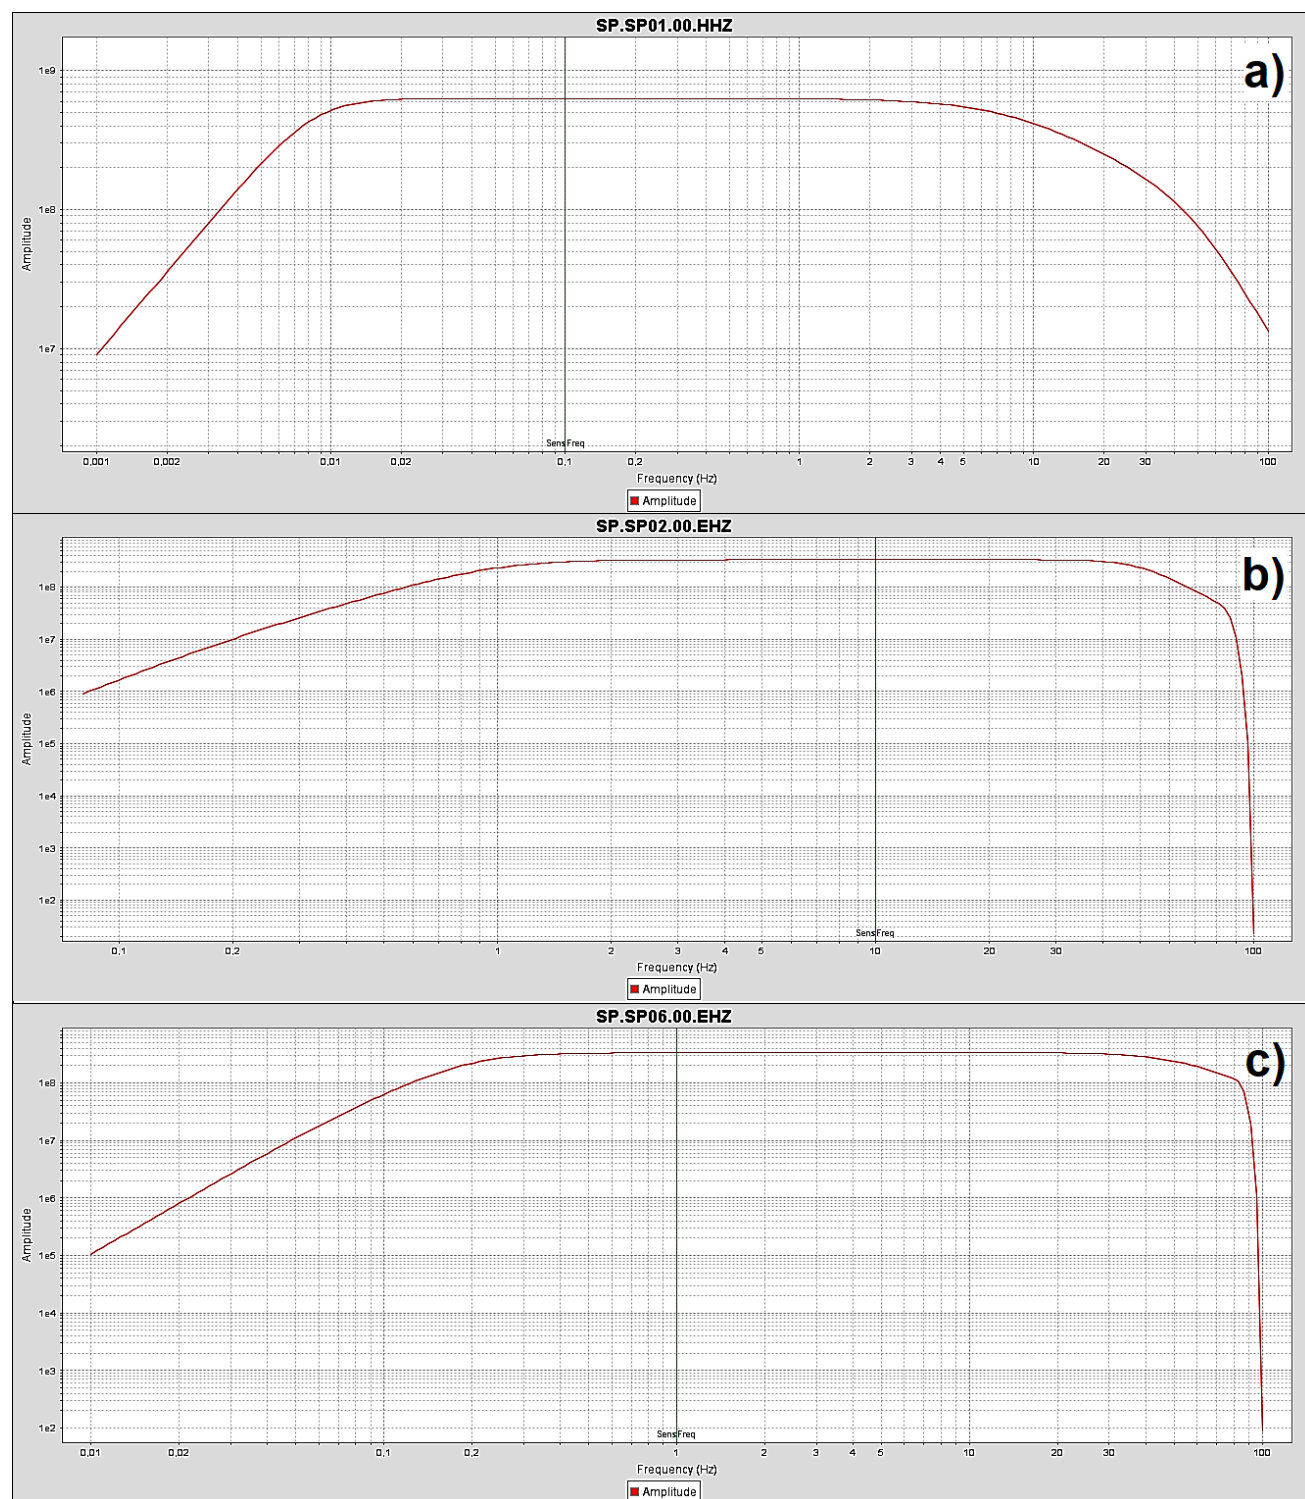 SP.SP01.00.HHZ
a)
1e9
1e8
1e7
Amplitude
SensFreq
0,001 0,002 0,01 0,02 0,1 0,2 1 2 3 4 5 10 20 30 100
Frequency (Hz)
Amplitude
SP.SP02.00.EHZ
b)
1e8
1e7
1e6
1e5
1e4
1e3
1e2
Amplitude
SensFreq
0,1 0,2 1 2 3 4 5 10 20 30 100
Frequency (Hz)
Amplitude
SP.SP06.00.EHZ
c)
1e8
1e7
1e6
1e5
1e4
1e3
1e2
Amplitude
SensFreq
0,01 0,02 0,1 0,2 1 2 3 4 5 10 20 30 100
Frequency (Hz)
Amplitude